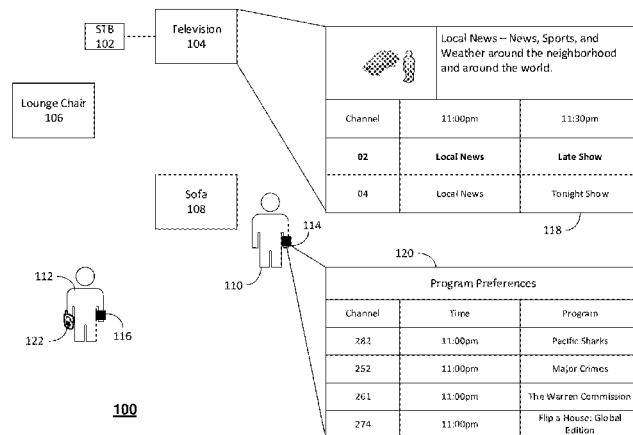 STB
102
Television
104
Local News -- News, Sports, and
Weather around the neighborhood
and around the world.
Lounge Chair
106
Channel 11:00pm 11:30pm
02 Local News Late Show
04 Local News Tonight Show
118
Sofa
108
114
110
120
Program Preferences
Channel Time Program
282 11:00pm Pacific Sharks
252 11:00pm Major Crimes
261 11:00pm The Warren Commission
274 11:00pm Flip a House: Global
Edition
112
116
122
100